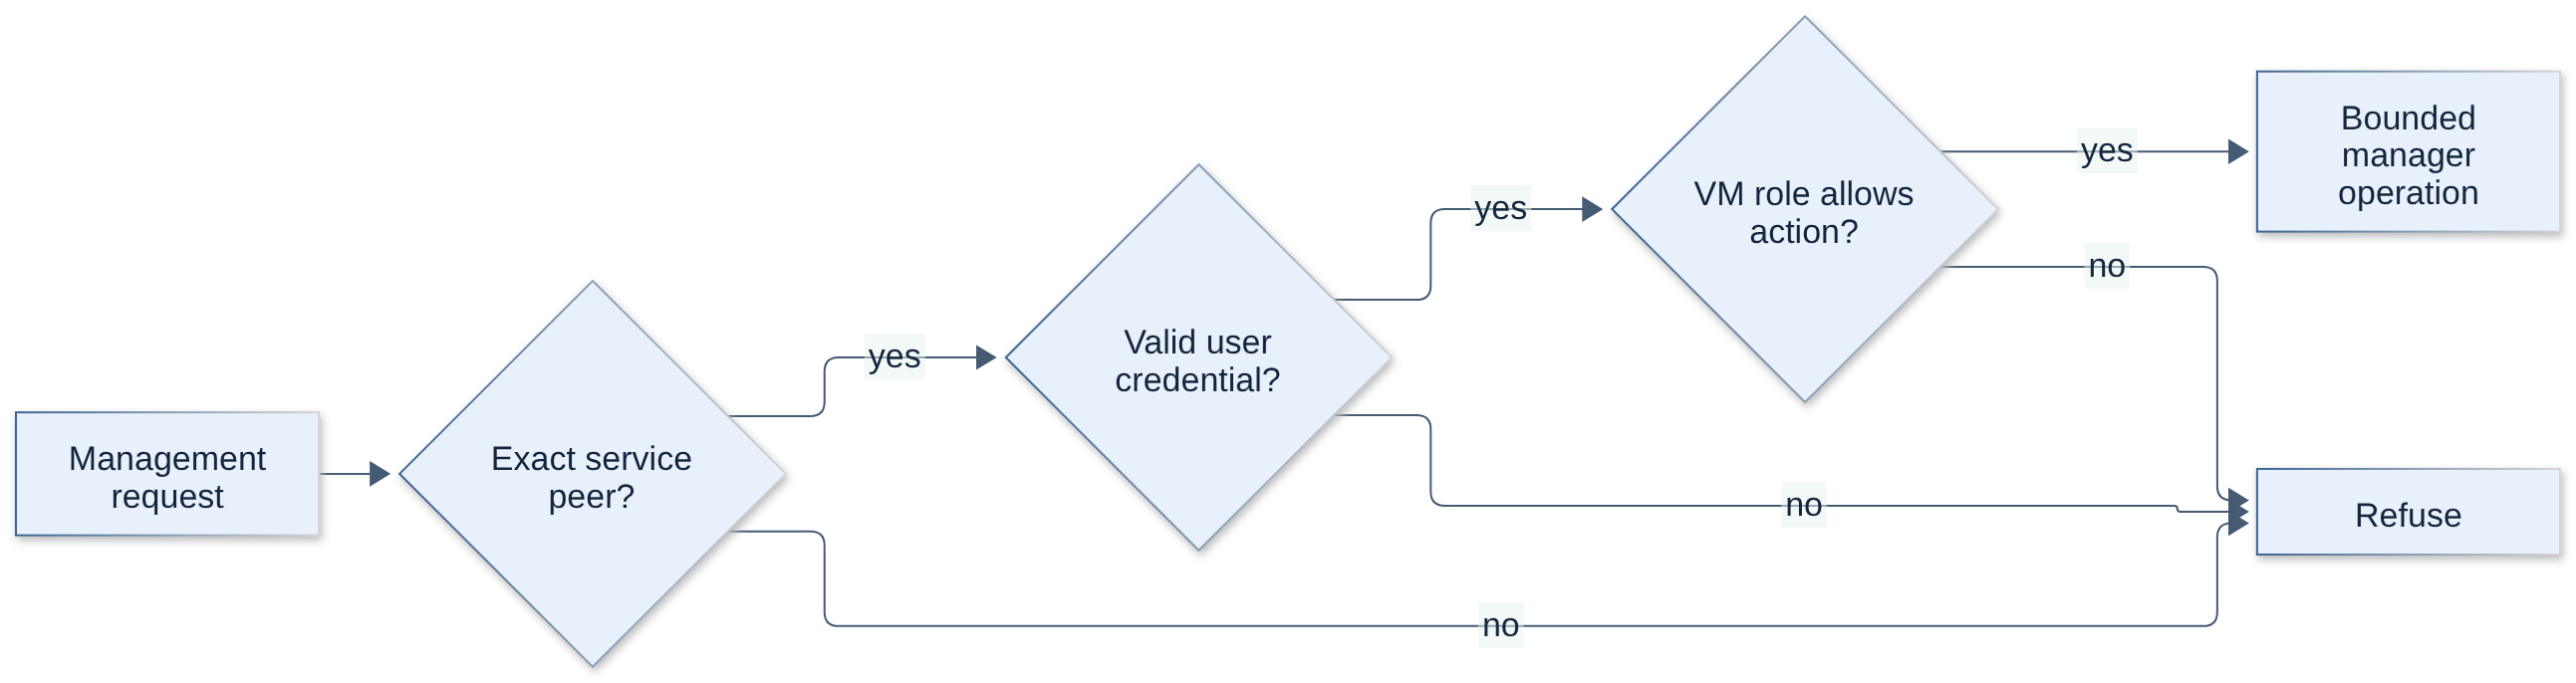 Management
request
Exact service
peer?
yes
no
Valid user
credential?
yes
no
VM role allows
action?
yes
no
Bounded
manager
operation
Refuse